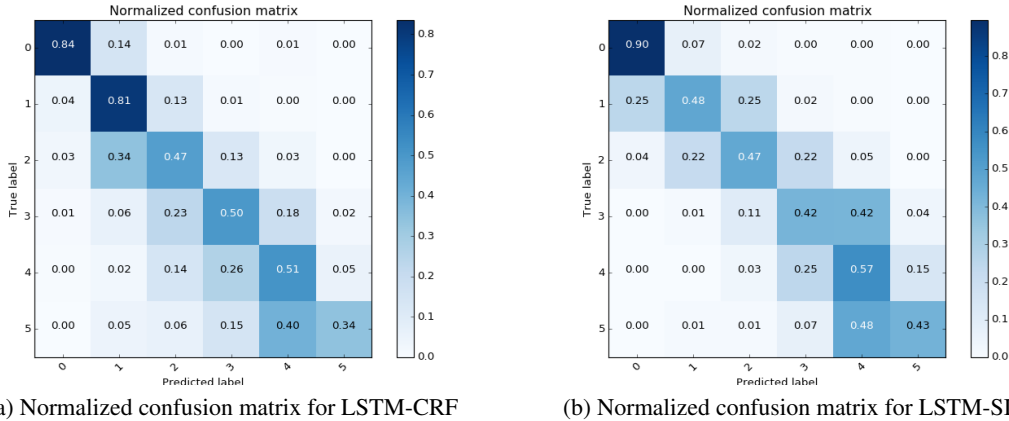 Normalized confusion matrix
0 0.84 0.14 0.01 0.00 0.01 0.00
1 0.04 0.81 0.13 0.01 0.00 0.00
2 0.03 0.34 0.47 0.13 0.03 0.00
3 0.01 0.06 0.23 0.50 0.18 0.02
4 0.00 0.02 0.14 0.26 0.51 0.05
5 0.00 0.05 0.06 0.15 0.40 0.34
True label
0 1 2 3 4 5
Predicted label
0.8
0.7
0.6
0.5
0.4
0.3
0.2
0.1
0.0
a) Normalized confusion matrix for LSTM-CRF
Normalized confusion matrix
0 0.90 0.07 0.02 0.00 0.00 0.00
1 0.25 0.48 0.25 0.02 0.00 0.00
2 0.04 0.22 0.47 0.22 0.05 0.00
3 0.00 0.01 0.11 0.42 0.42 0.04
4 0.00 0.00 0.03 0.25 0.57 0.15
5 0.00 0.01 0.01 0.07 0.48 0.43
True label
0 1 2 3 4 5
Predicted label
0.8
0.7
0.6
0.5
0.4
0.3
0.2
0.1
0.0
(b) Normalized confusion matrix for